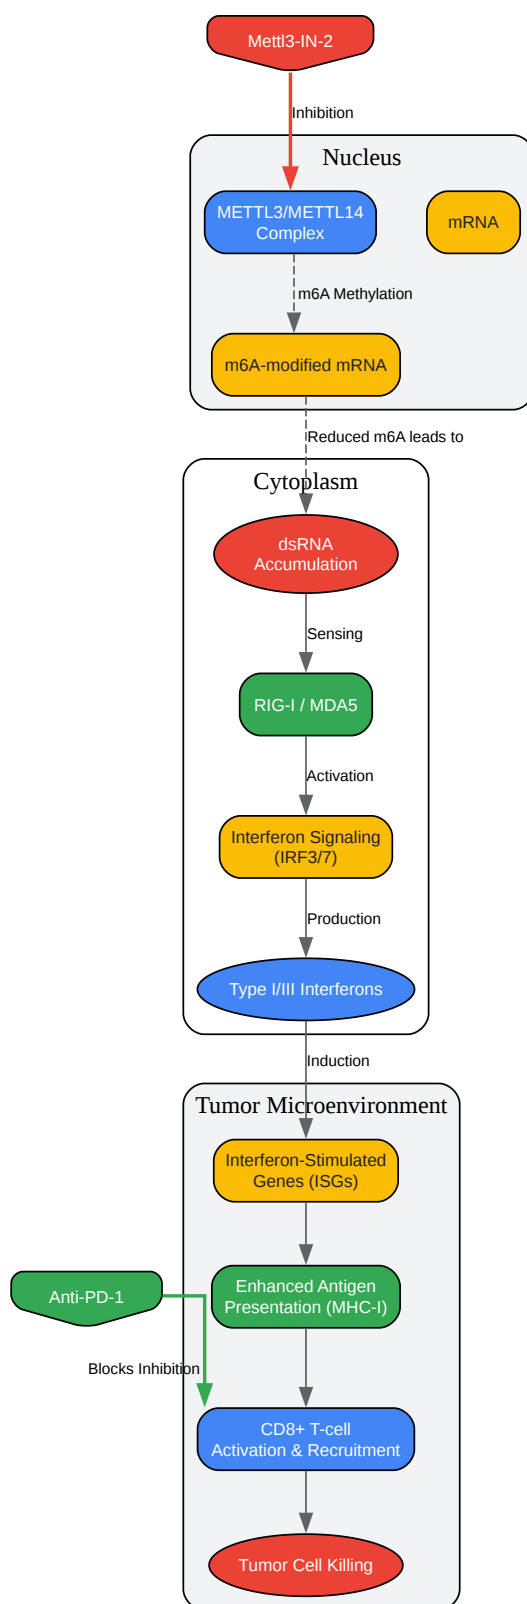 Mettl3-IN-2
Inhibition
Nucleus
METTL3/METTL14
Complex
mRNA
m6A Methylation
m6A-modified mRNA
Reduced m6A leads to
Cytoplasm
dsRNA
Accumulation
Sensing
RIG-I / MDA5
Activation
Interferon Signaling
(IRF3/7)
Production
Type I/III Interferons
Induction
Tumor Microenvironment
Interferon-Stimulated
Genes (ISGs)
Enhanced Antigen
Presentation (MHC-I)
Anti-PD-1
Blocks Inhibition
CD8+ T-cell
Activation & Recruitment
Tumor Cell Killing